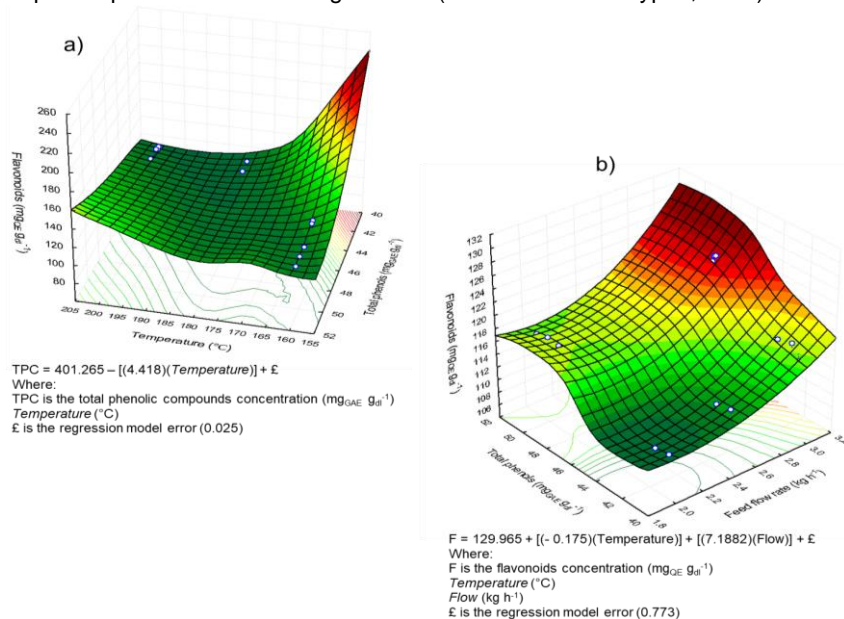 a)
260
240
220
200
180
160
140
120
100
80
Flavonoids (mgQE gdl-1)
205 200 195 190 185 180 175 170 165 160 155
Temperature (°C)
40
42
44
46
48
50
52
Total phenols (mgGAE gdl-1)
TPC = 401.265 – [(4.418)(Temperature)] + £
Where:
TPC is the total phenolic compounds concentration (mgGAE gdl-1)
Temperature (°C)
£ is the regression model error (0.025)
b)
132
130
128
126
124
122
120
118
116
114
112
110
108
106
Flavonoids (mgQE gdl-1)
50
48
46
44
42
40
Total phenols (mgGAE gdl-1)
1.8
2.0
2.2
2.4
2.6
2.8
3.0
3.2
Feed flow rate (kg h-1)
F = 129.965 + [(- 0.175)(Temperature)] + [(7.1882)(Flow)] + £
Where:
F is the flavonoids concentration (mgQE gdl-1)
Temperature (°C)
Flow (kg h-1)
£ is the regression model error (0.773)